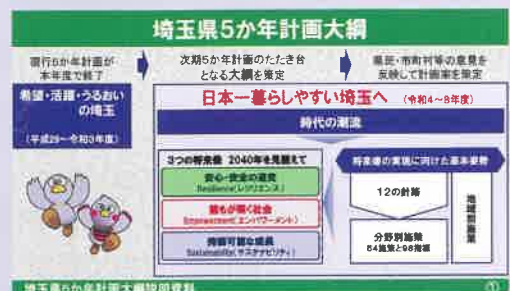 埼玉県5か年計画大綱
現行5か年計画が
本年度で終了
次期5か年計画のたたき台
となる大綱を策定
県民・市町村等の意見を
反映して計画案を策定
希望・活躍・うるおい
の埼玉
(平成29~令和3年度)
日本一暮らしやすい埼玉へ (令和4~8年度)
時代の潮流
3つの将来像 2040年を見据えて
安心・安全の追究
Resilience(レジリエンス)
誰もが輝く社会
Empowerment(エンパワーメント)
持続可能な成長
Sustainability(サステナビリティ)
将来像の実現に向けた基本姿勢
12の針路
分野別施策
54施策と
地域別施策
埼玉県5か年計画大綱説明資料
①